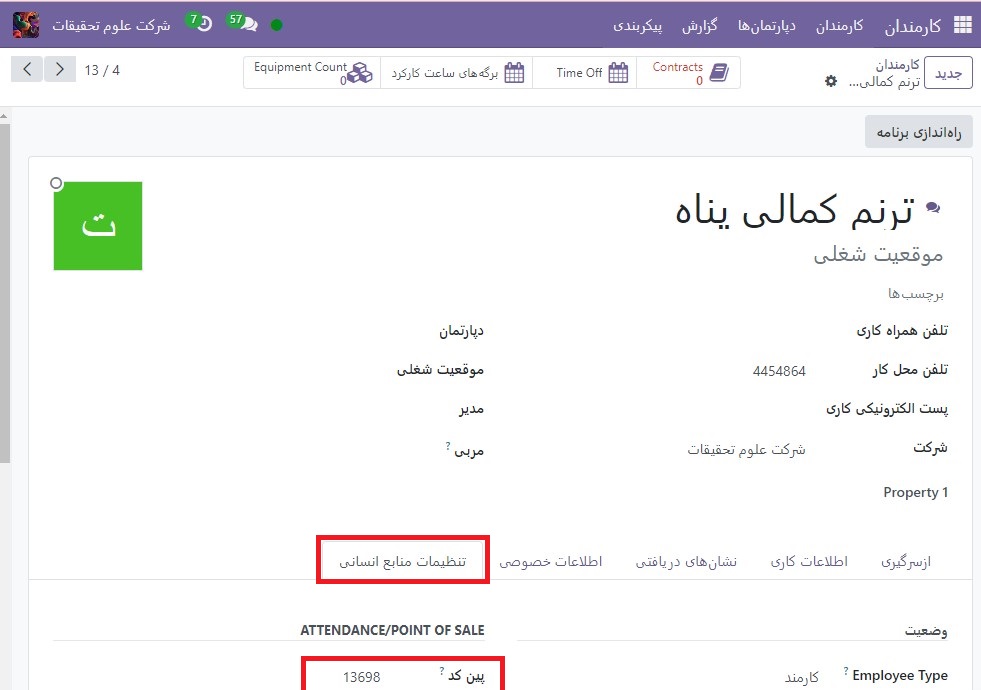 کارمندان کارمندان دپارتمان‌ها گزارش پیکربندی 57 7 شرکت علوم تحقیقات
جدید کارمندان
ترنم کمالی...
Contracts 0
Time Off
برگه‌های ساعت کارکرد
Equipment Count 0
13 / 4
راه‌اندازی برنامه
ترنم کمالی پناه
ت
موقعیت شغلی
برچسب‌ها
تلفن همراه کاری
دپارتمان
تلفن محل کار 4454864
موقعیت شغلی
پست الکترونیکی کاری
مدیر
شرکت شرکت علوم تحقیقات
مربی ?
Property 1
ازسرگیری اطلاعات کاری نشان‌های دریافتی اطلاعات خصوصی تنظیمات منابع انسانی
وضعیت
ATTENDANCE/POINT OF SALE
Employee Type ? کارمند
پین کد ? 13698